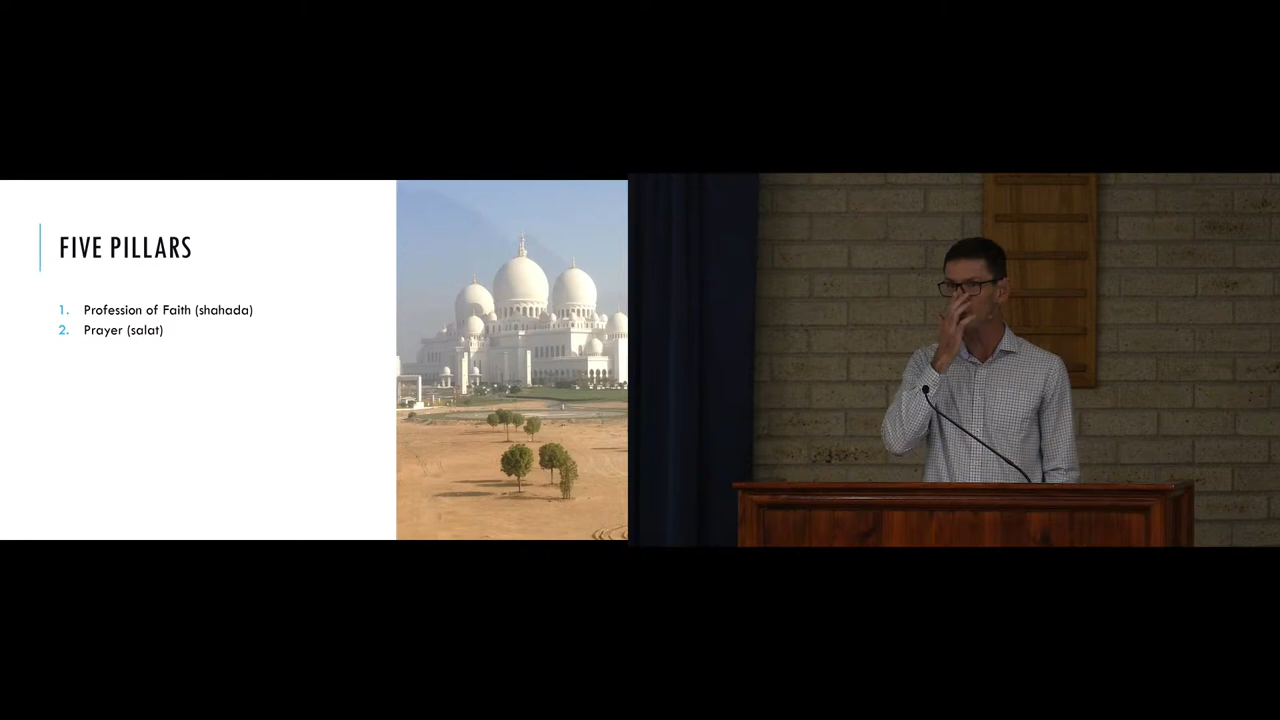 FIVE PILLARS
1. Profession of Faith (shahada)
2. Prayer (salat)